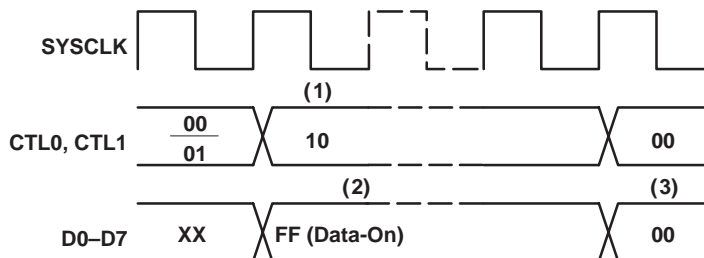 SYSCLK
(1)
CTL0, CTL1
00
01
10
00
(2)
(3)
D0–D7
XX
FF (Data-On)
00